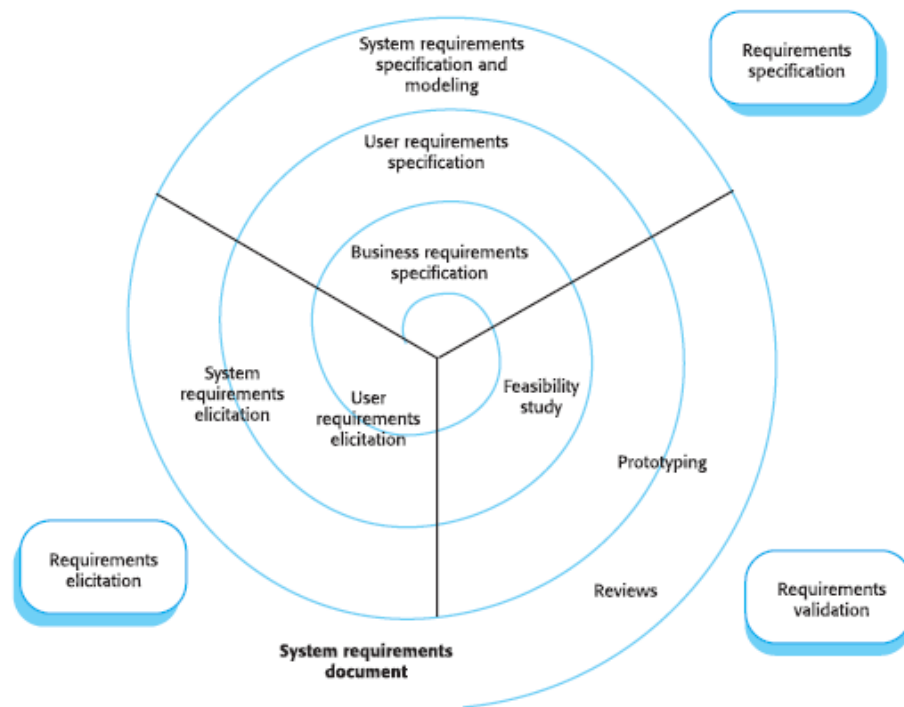 System requirements
specification and
modeling
Requirements
specification
User requirements
specification
Business requirements
specification
System
requirements
elicitation
User
requirements
elicitation
Feasibility
study
Prototyping
Requirements
elicitation
Reviews
Requirements
validation
System requirements
document